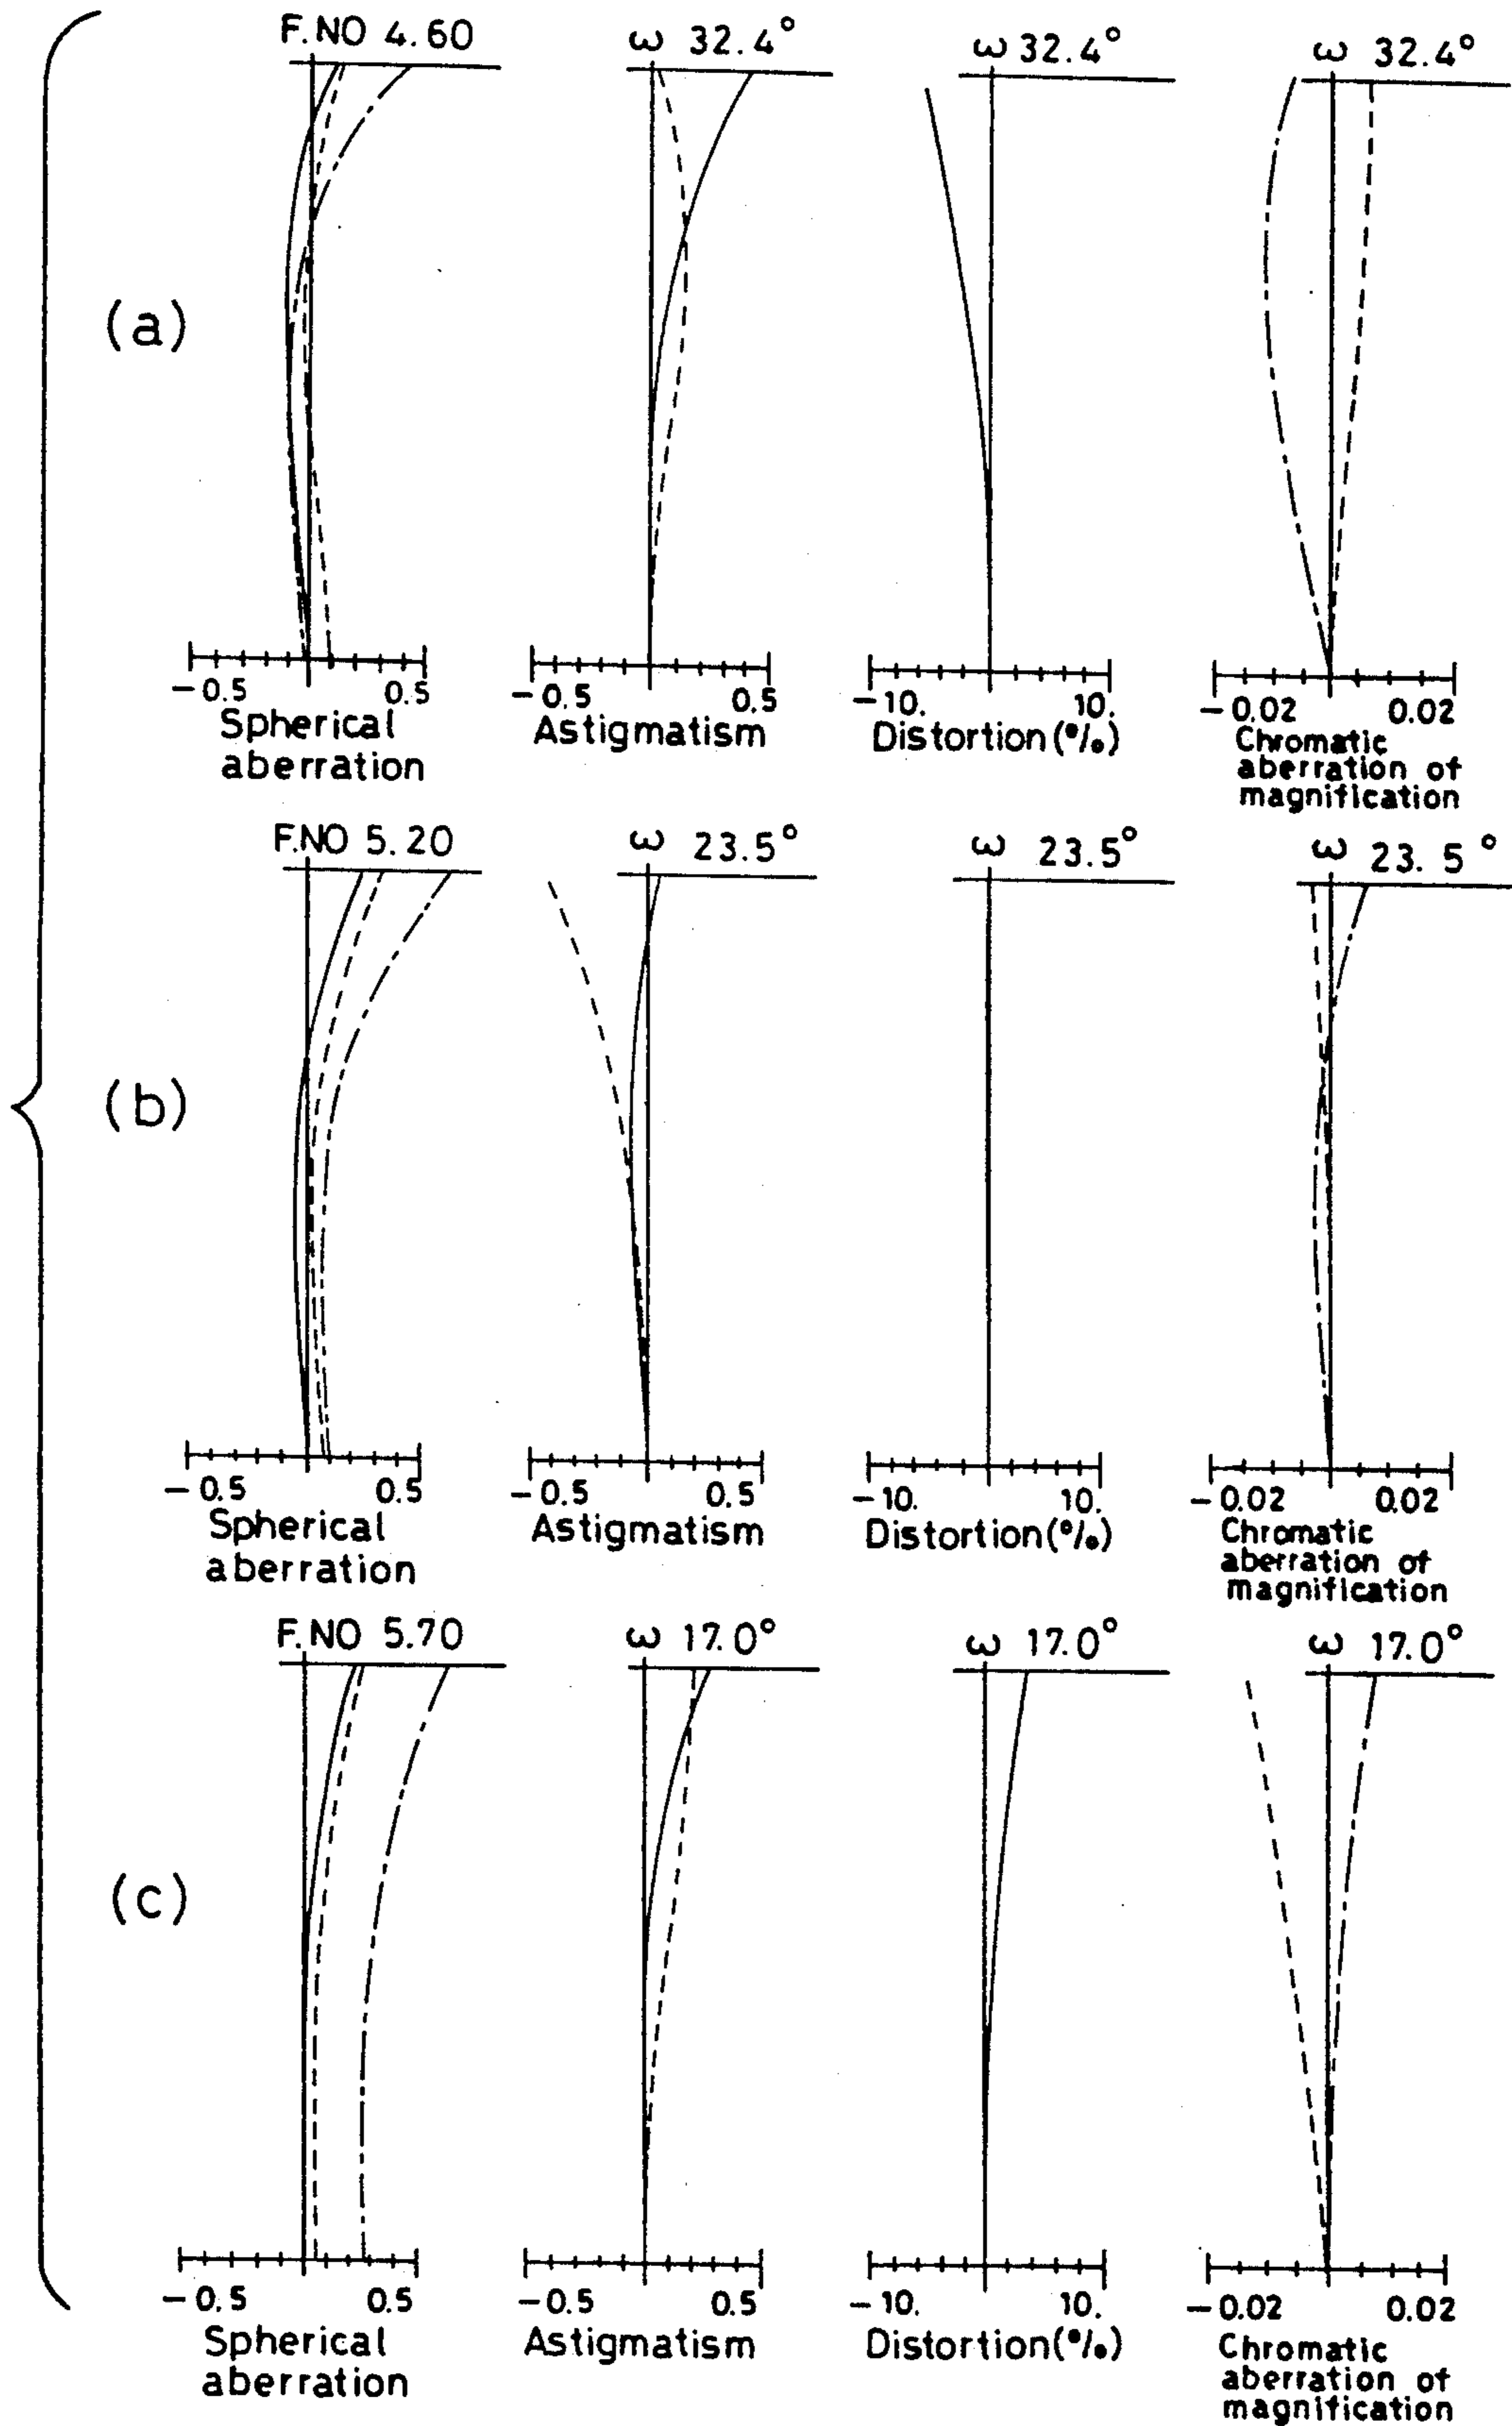 F.NO 4.60
ω 32.4°
ω 32.4°
ω 32.4°
(a)
-0.5 0.5
Spherical
aberration
-0.5 0.5
Astigmatism
-10. 10.
Distortion(%)
-0.02 0.02
Chromatic
aberration of
magnification
F.NO 5.20
ω 23.5°
ω 23.5°
ω 23.5°
(b)
-0.5 0.5
Spherical
aberration
-0.5 0.5
Astigmatism
-10. 10.
Distortion(%)
-0.02 0.02
Chromatic
aberration of
magnification
F.NO 5.70
ω 17.0°
ω 17.0°
ω 17.0°
(c)
-0.5 0.5
Spherical
aberration
-0.5 0.5
Astigmatism
-10. 10.
Distortion(%)
-0.02 0.02
Chromatic
aberration of
magnification